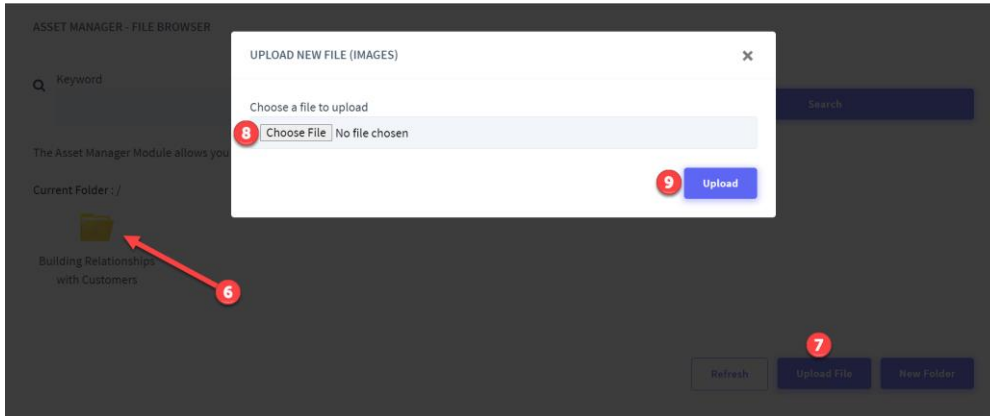 ASSET MANAGER - FILE BROWSER
UPLOAD NEW FILE (IMAGES)
×
Keyword
Search
Choose a file to upload
8
Choose File No file chosen
The Asset Manager Module allows you
9
Upload
Current Folder : /
Building Relationships
with Customers
6
7
Refresh
Upload File
New Folder